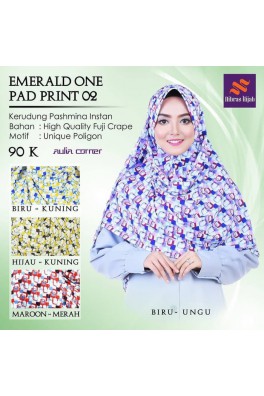 EMERALD ONE
PAD PRINT 02
Nibras Hijab
Kerudung Pashmina Instan
Bahan : High Quality Fuji Crape
Motif : Unique Poligon
90 K
Aulia corner
BIRU - KUNING
HIJAU - KUNING
MAROON - MERAH
BIRU- UNGU